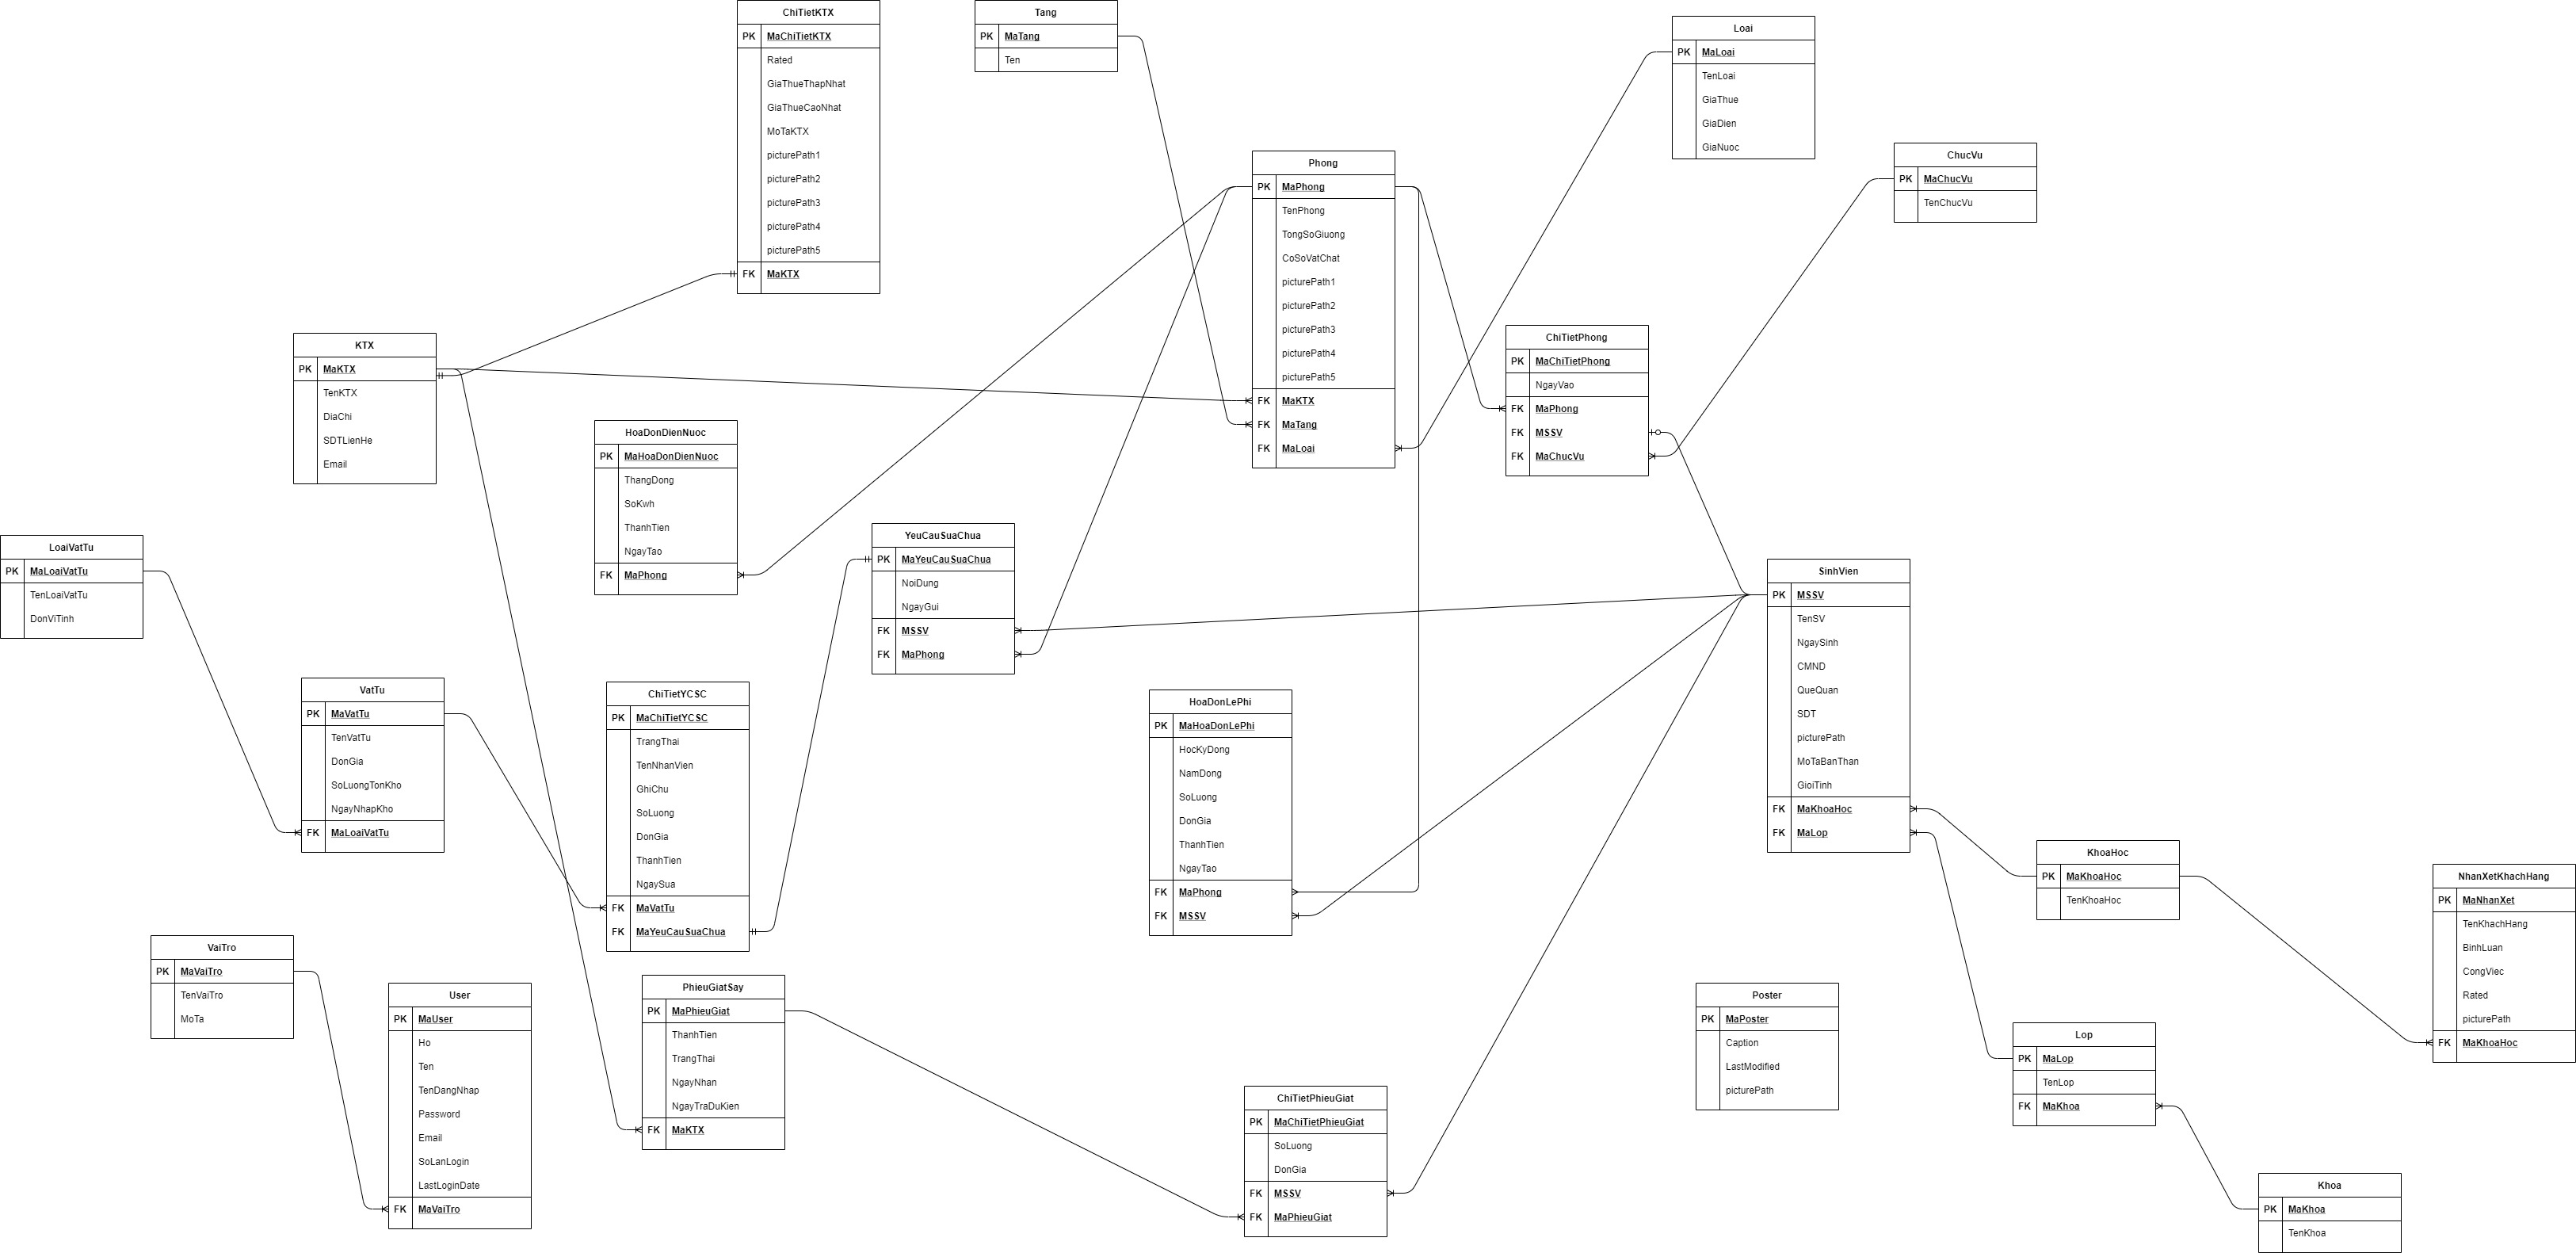 ChiTietKTX
PK MaChiTietKTX
Rated
GiaThueThapNhat
GiaThueCaoNhat
MoTaKTX
picturePath1
picturePath2
picturePath3
picturePath4
picturePath5
FK MaKTX
Tang
PK MaTang
Ten
Loai
PK MaLoai
TenLoai
GiaThue
GiaDien
GiaNuoc
ChucVu
PK MaChucVu
TenChucVu
Phong
PK MaPhong
TenPhong
TongSoGiuong
CoSoVatChat
picturePath1
picturePath2
picturePath3
picturePath4
picturePath5
FK MaKTX
FK MaTang
FK MaLoai
KTX
PK MaKTX
TenKTX
DiaChi
SDTLienHe
Email
ChiTietPhong
PK MaChiTietPhong
NgayVao
FK MaPhong
FK MSSV
FK MaChucVu
HoaDonDienNuoc
PK MaHoaDonDienNuoc
ThangDong
SoKwh
ThanhTien
NgayTao
FK MaPhong
YeuCauSuaChua
PK MaYeuCauSuaChua
NoiDung
NgayGui
FK MSSV
FK MaPhong
LoaiVatTu
PK MaLoaiVatTu
TenLoaiVatTu
DonViTinh
SinhVien
PK MSSV
TenSV
NgaySinh
CMND
QueQuan
SDT
picturePath
MoTaBanThan
GioiTinh
FK MaKhoaHoc
FK MaLop
VatTu
PK MaVatTu
TenVatTu
DonGia
SoLuongTonKho
NgayNhapKho
FK MaLoaiVatTu
ChiTietYCSC
PK MaChiTietYCSC
TrangThai
TenNhanVien
GhiChu
SoLuong
DonGia
ThanhTien
NgaySua
FK MaVatTu
FK MaYeuCauSuaChua
HoaDonLePhi
PK MaHoaDonLePhi
HocKyDong
NamDong
SoLuong
DonGia
ThanhTien
NgayTao
FK MaPhong
FK MSSV
KhoaHoc
PK MaKhoaHoc
TenKhoaHoc
NhanXetKhachHang
PK MaNhanXet
TenKhachHang
BinhLuan
CongViec
Rated
picturePath
FK MaKhoaHoc
VaiTro
PK MaVaiTro
TenVaiTro
MoTa
User
PK MaUser
Ho
Ten
TenDangNhap
Password
Email
SoLanLogin
LastLoginDate
FK MaVaiTro
PhieuGiatSay
PK MaPhieuGiat
ThanhTien
TrangThai
NgayNhan
NgayTraDuKien
FK MaKTX
Poster
PK MaPoster
Caption
LastModified
picturePath
Lop
PK MaLop
TenLop
FK MaKhoa
ChiTietPhieuGiat
PK MaChiTietPhieuGiat
SoLuong
DonGia
FK MSSV
FK MaPhieuGiat
Khoa
PK MaKhoa
TenKhoa